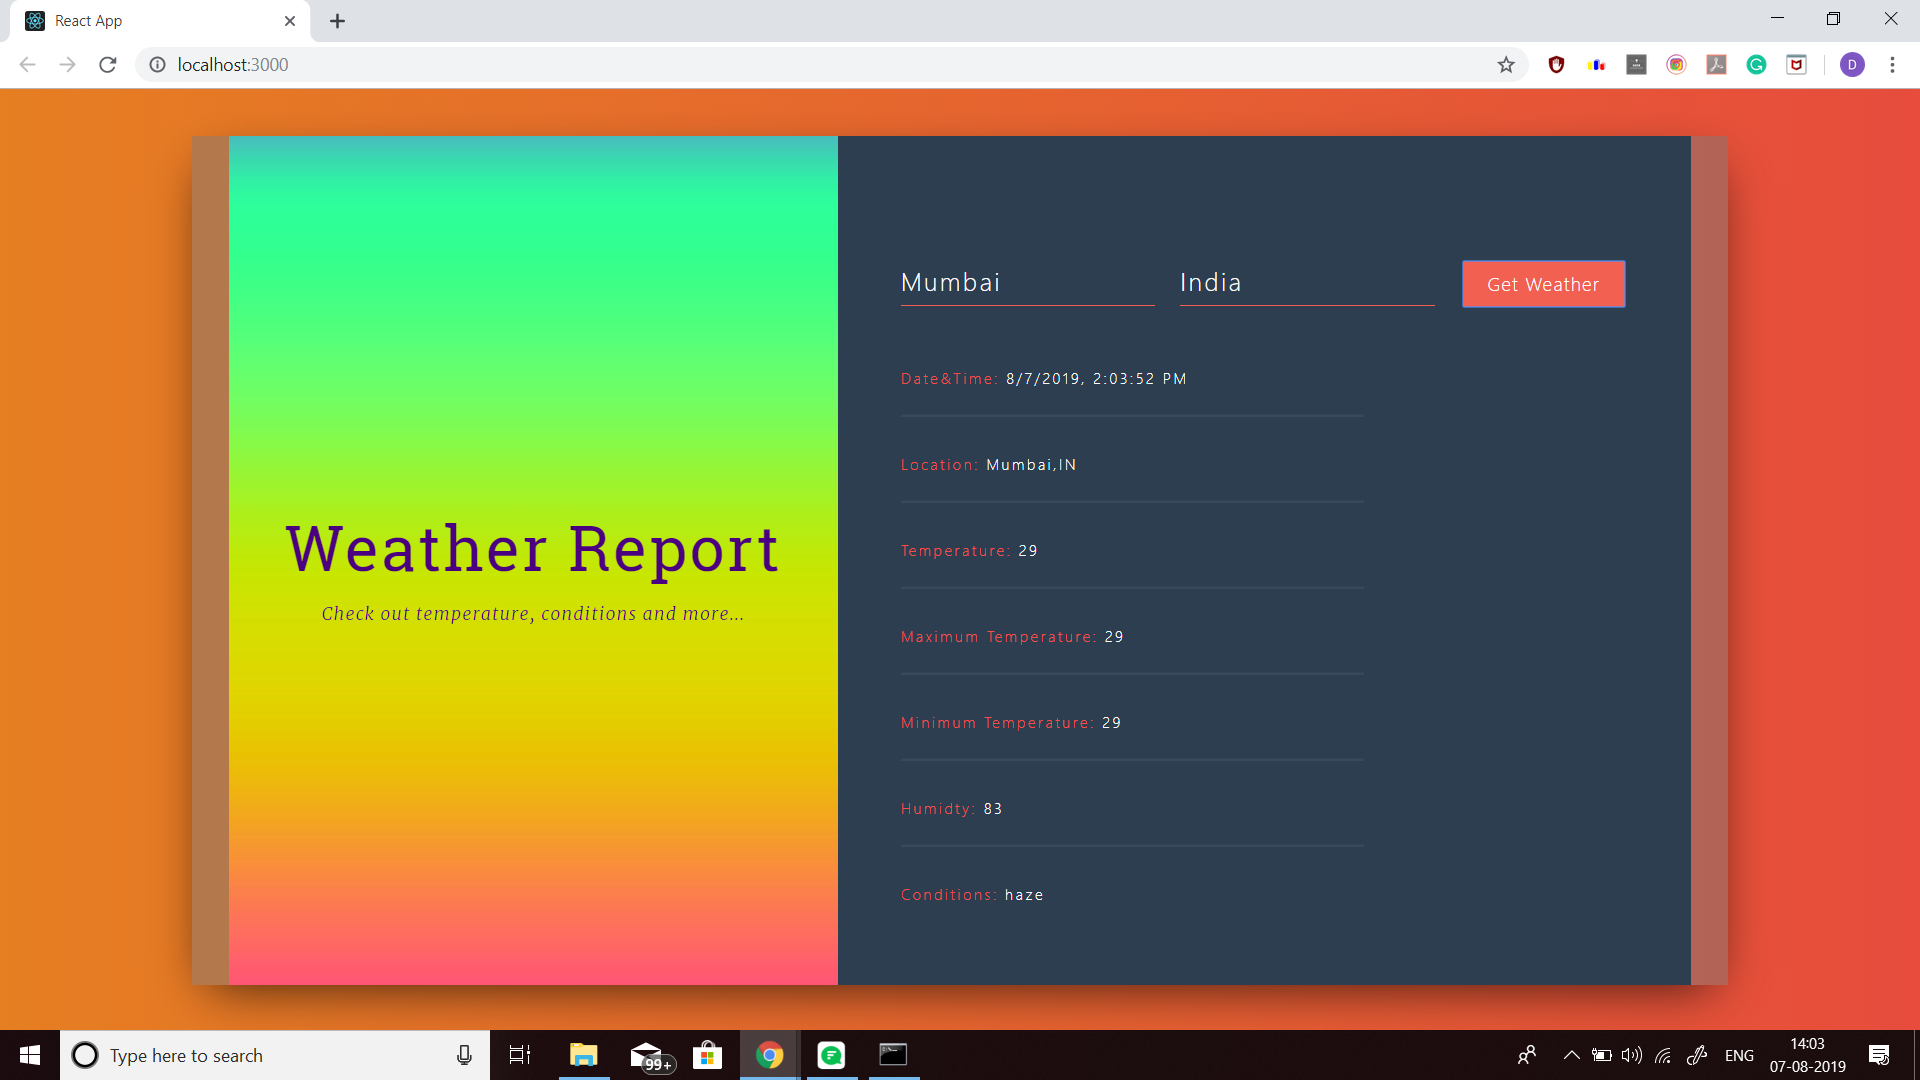 React App
localhost:3000
D
Mumbai
India
Get Weather
Date&Time: 8/7/2019, 2:03:52 PM
Location: Mumbai,IN
Temperature: 29
Maximum Temperature: 29
Minimum Temperature: 29
Humidty: 83
Conditions: haze
Weather Report
Check out temperature, conditions and more...
Type here to search
99+
ENG
14:03
07-08-2019